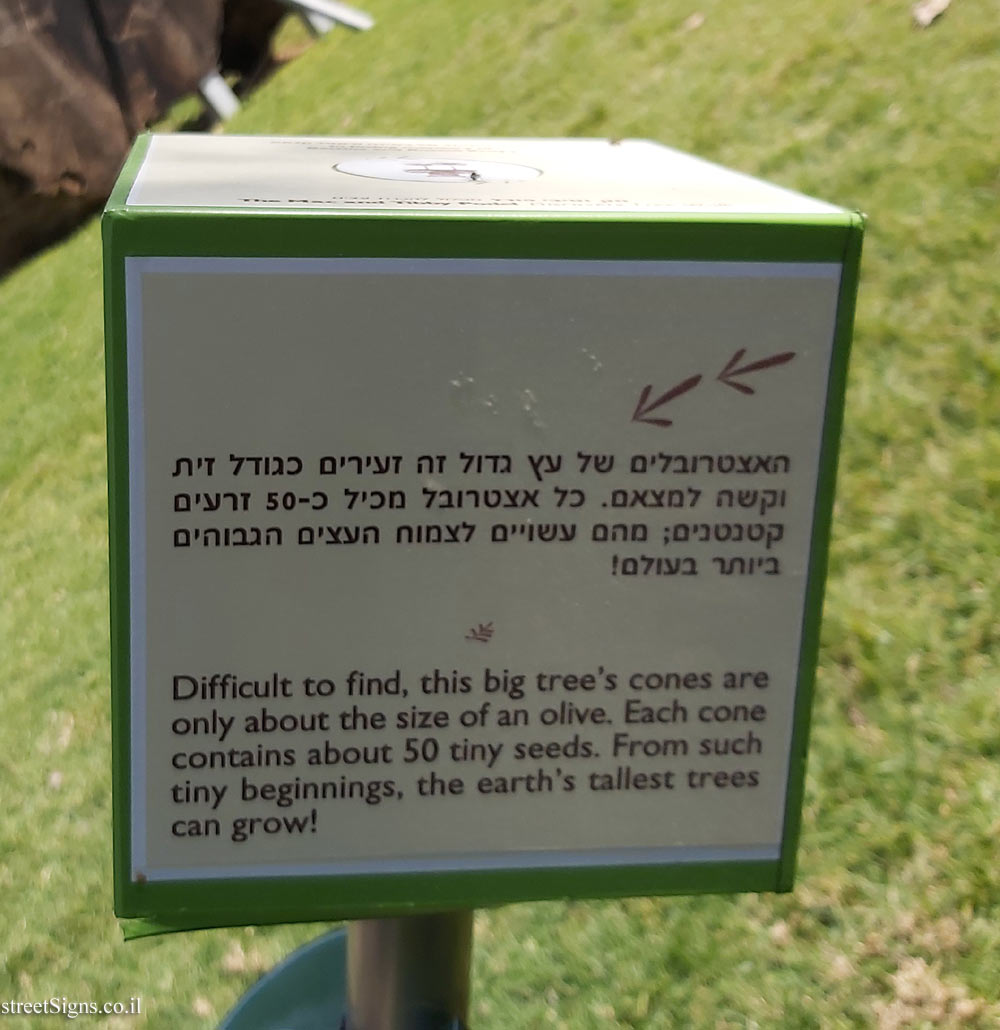 האצטרובלים של עץ גדול זה זעירים כגודל זית
וקשה למצאם. כל אצטרובל מכיל כ-50 זרעים
קטנטנים; מהם עשויים לצמוח העצים הגבוהים
ביותר בעולם!
Difficult to find, this big tree's cones are
only about the size of an olive. Each cone
contains about 50 tiny seeds. From such
tiny beginnings, the earth's tallest trees
can grow!
streetSigns.co.il